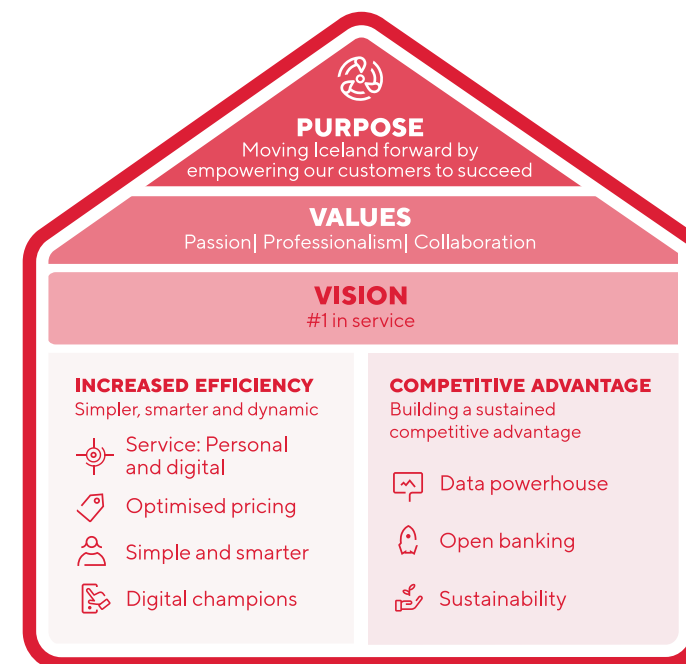 PURPOSE
Moving Iceland forward by
empowering our customers to succeed
VALUES
Passion| Professionalism| Collaboration
VISION
#1 in service
INCREASED EFFICIENCY
Simpler, smarter and dynamic
Service: Personal
and digital
Optimised pricing
Simple and smarter
Digital champions
COMPETITIVE ADVANTAGE
Building a sustained
competitive advantage
Data powerhouse
Open banking
Sustainability